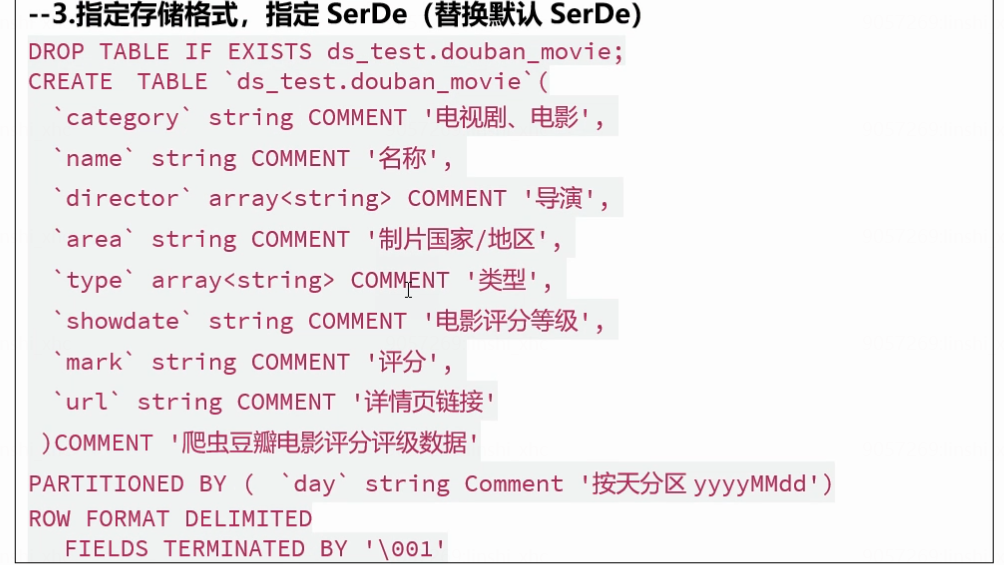 --3.指定存储格式，指定 SerDe（替换默认 SerDe）
DROP TABLE IF EXISTS ds_test.douban_movie;
CREATE  TABLE `ds_test.douban_movie`(
`category` string COMMENT '电视剧、电影',
`name` string COMMENT '名称',
`director` array<string> COMMENT '导演',
`area` string COMMENT '制片国家/地区',
`type` array<string> COMMENT '类型',
`showdate` string COMMENT '电影评分等级',
`mark` string COMMENT '评分',
`url` string COMMENT '详情页链接'
)COMMENT '爬虫豆瓣电影评分评级数据'
PARTITIONED BY (  `day` string Comment '按天分区 yyyyMMdd')
ROW FORMAT DELIMITED
FIELDS TERMINATED BY '\001'